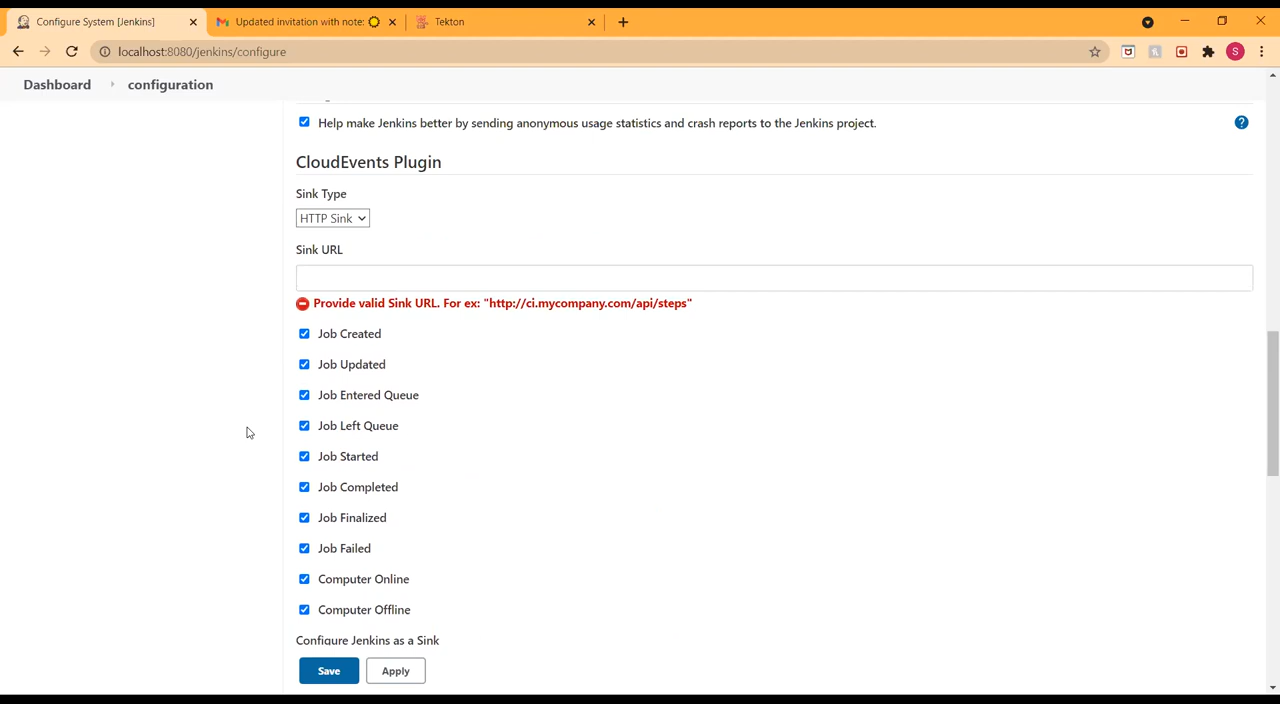 Configure System [Jenkins]
Updated invitation with note:
Tekton
localhost:8080/jenkins/configure
S
Dashboard
configuration
Help make Jenkins better by sending anonymous usage statistics and crash reports to the Jenkins project.
?
CloudEvents Plugin
Sink Type
HTTP Sink
Sink URL
Provide valid Sink URL. For ex: "http://ci.mycompany.com/api/steps"
Job Created
Job Updated
Job Entered Queue
Job Left Queue
Job Started
Job Completed
Job Finalized
Job Failed
Computer Online
Computer Offline
Configure Jenkins as a Sink
Save
Apply